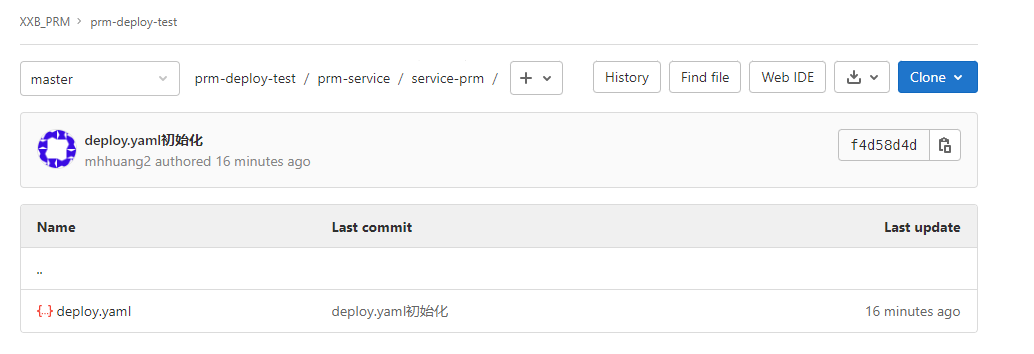 XXB_PRM > prm-deploy-test
master prm-deploy-test / prm-service / service-prm / + History Find file Web IDE Clone
deploy.yaml初始化
mhhuang2 authored 16 minutes ago
f4d58d4d
Name Last commit Last update
..
{..} deploy.yaml deploy.yaml初始化 16 minutes ago